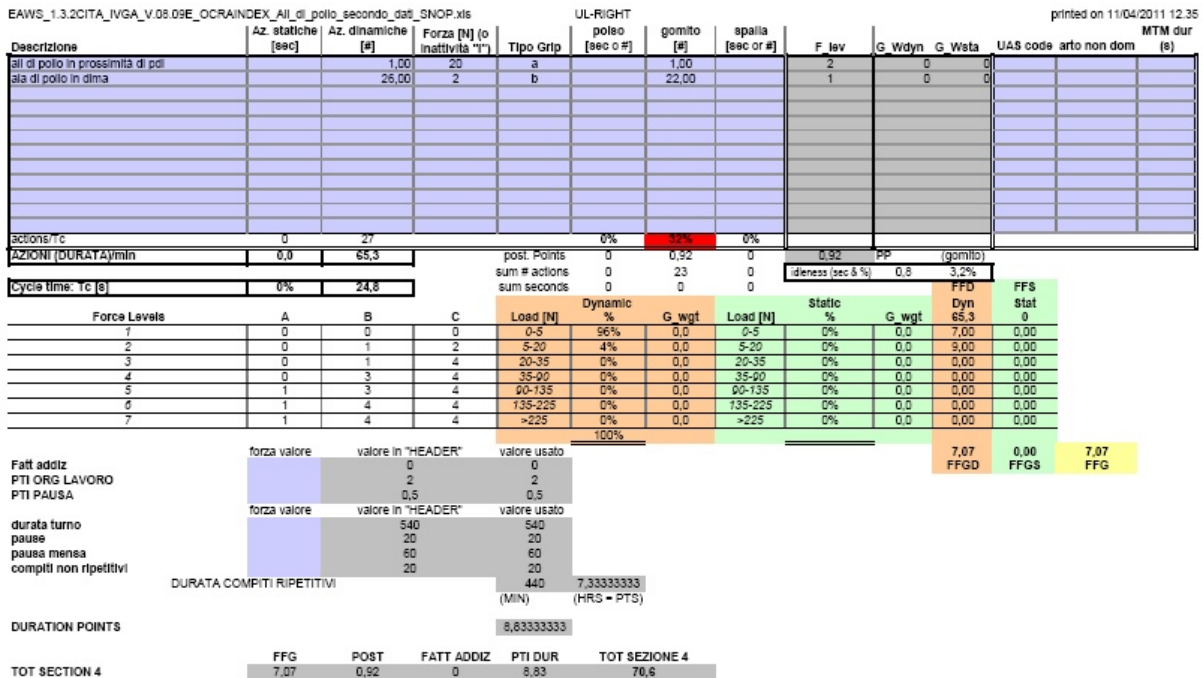 EAWS_1.3.2CITA_IVGA_V.08.09E_OCRAINDEX_All_di_pollo_secondo_dati_SNOP.xls UL-RIGHT printed on 11/04/2011 12.35
Az. statiche Az. dinamiche Forza [N] (o polso gomito spalla MTM dur
Descrizione [sec] [#] inattività "I") Tipo Grip [sec o #] [#] [sec or #] F_lev G_Wdyn G_Wsta UAS code arto non dom (s)
ali di pollo in prossimità di pdl 1,00 20 a 1,00 2 0 0
ala di pollo in dima 26,00 2 b 22,00 1 0 0
actions/Tc 0 27 0% 32% 0%
AZIONI (DURATA)/min 0,0 65,3 post. Points 0 0,92 0 0,92 PP (gomito)
sum # actions 0 23 0 idleness (sec & %) 0,8 3,2%
Cycle time: Tc [s] 0% 24,8 sum seconds 0 0 0 FFD FFS
Dynamic Static Dyn Stat
Force Levels A B C Load [N] % G_wgt Load [N] % G_wgt 65,3 0
1 0 0 0 0-5 96% 0,0 0-5 0% 0,0 7,00 0,00
2 0 1 2 5-20 4% 0,0 5-20 0% 0,0 9,00 0,00
3 0 1 4 20-35 0% 0,0 20-35 0% 0,0 0,00 0,00
4 0 3 4 35-90 0% 0,0 35-90 0% 0,0 0,00 0,00
5 1 3 4 90-135 0% 0,0 90-135 0% 0,0 0,00 0,00
6 1 4 4 135-225 0% 0,0 135-225 0% 0,0 0,00 0,00
7 1 4 4 >225 0% 0,0 >225 0% 0,0 0,00 0,00
100%
forza valore valore in "HEADER" valore usato 7,07 0,00 7,07
Fatt addiz 0 0 FFGD FFGS FFG
PTI ORG LAVORO 2 2
PTI PAUSA 0,5 0,5
forza valore valore in "HEADER" valore usato
durata turno 540 540
pause 20 20
pausa mensa 60 60
compiti non ripetitivi 20 20
DURATA COMPITI RIPETITIVI 440 7,33333333
(MIN) (HRS = PTS)
DURATION POINTS 8,83333333
FFG POST FATT ADDIZ PTI DUR TOT SEZIONE 4
TOT SECTION 4 7,07 0,92 0 8,83 70,6